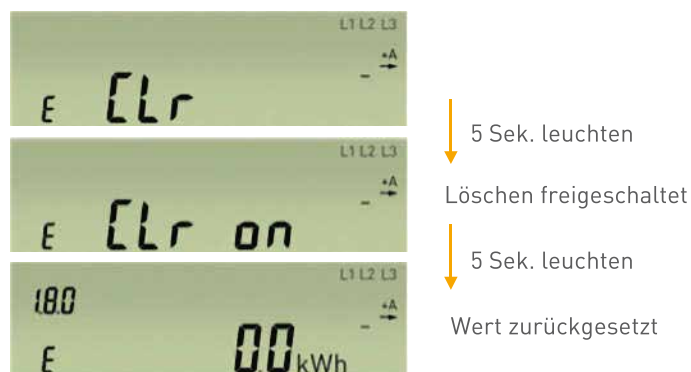 L1 L2 L3
+A
E CLr
5 Sek. leuchten
L1 L2 L3
+A
Löschen freigeschaltet
E CLr on
5 Sek. leuchten
L1 L2 L3
1.8.0
+A
Wert zurückgesetzt
E 0.0 kWh